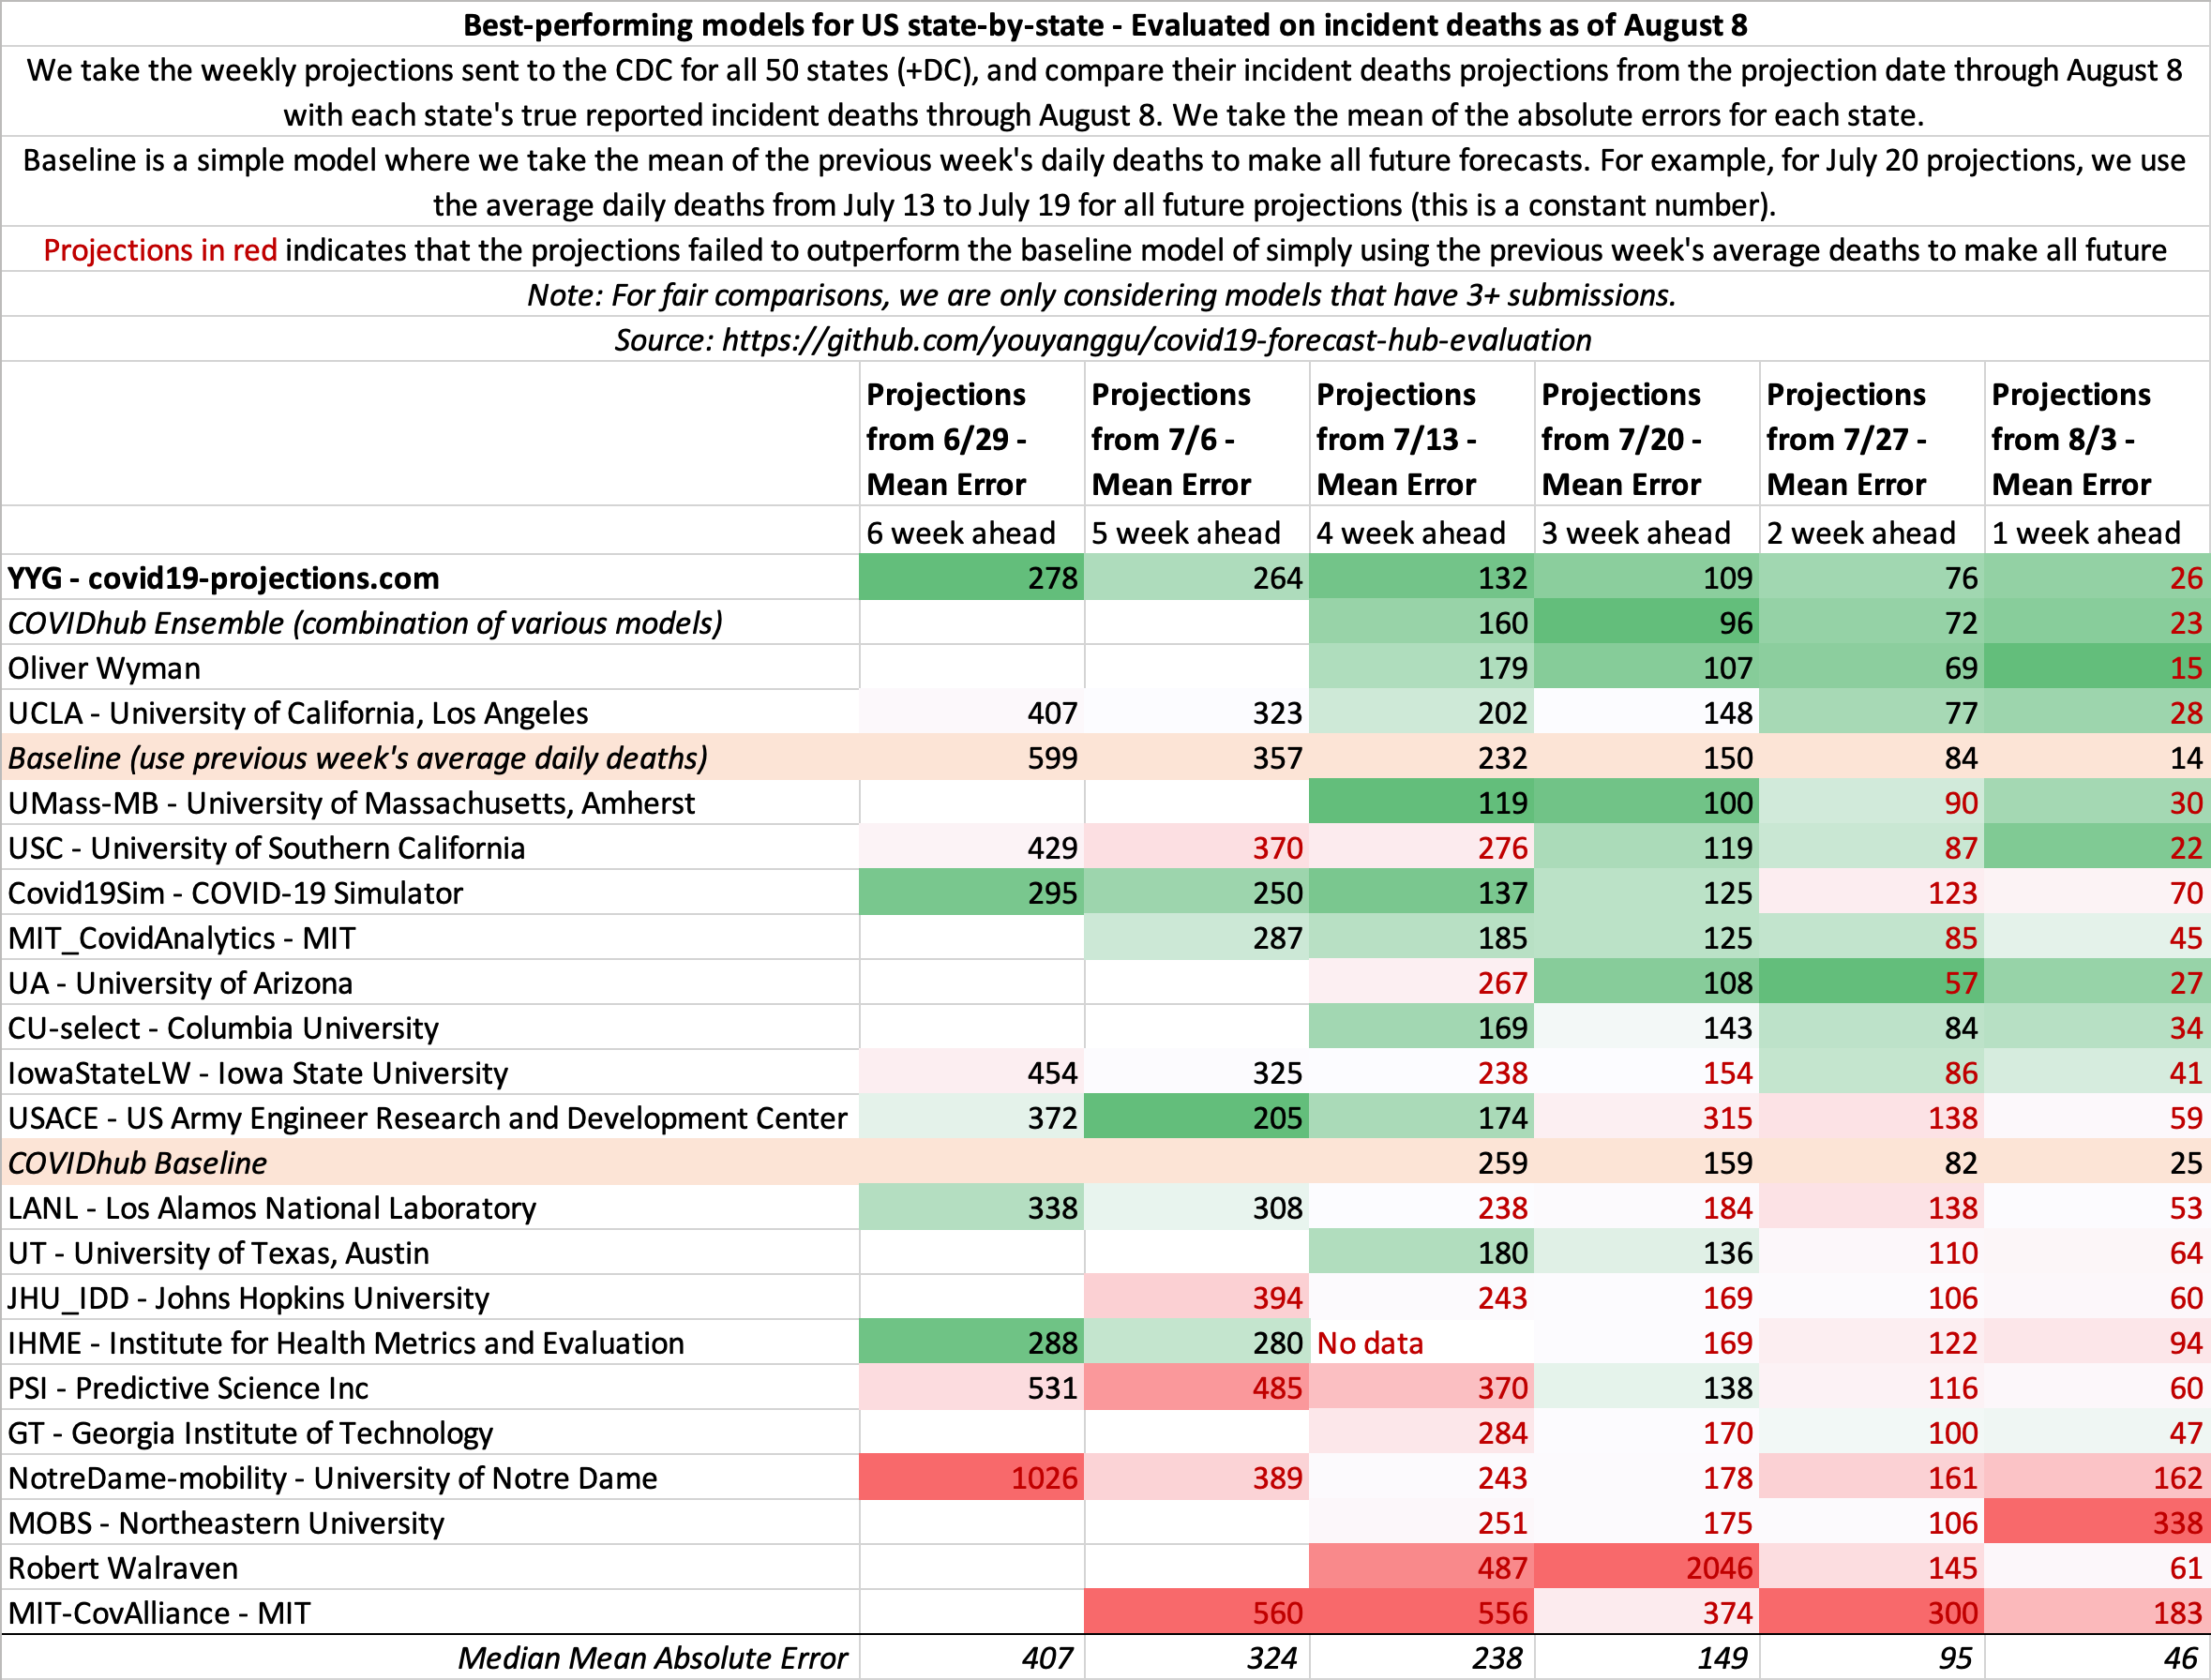 Best-performing models for US state-by-state - Evaluated on incident deaths as of August 8
We take the weekly projections sent to the CDC for all 50 states (+DC), and compare their incident deaths projections from the projection date through August 8
with each state's true reported incident deaths through August 8. We take the mean of the absolute errors for each state.
Baseline is a simple model where we take the mean of the previous week's daily deaths to make all future forecasts. For example, for July 20 projections, we use
the average daily deaths from July 13 to July 19 for all future projections (this is a constant number).
Projections in red indicates that the projections failed to outperform the baseline model of simply using the previous week's average deaths to make all future
Note: For fair comparisons, we are only considering models that have 3+ submissions.
Source: https://github.com/youyanggu/covid19-forecast-hub-evaluation
Projections Projections Projections Projections Projections Projections
from 6/29 - from 7/6 - from 7/13 - from 7/20 - from 7/27 - from 8/3 -
Mean Error Mean Error Mean Error Mean Error Mean Error Mean Error
6 week ahead 5 week ahead 4 week ahead 3 week ahead 2 week ahead 1 week ahead
YYG - covid19-projections.com 278 264 132 109 76 26
COVIDhub Ensemble (combination of various models) 160 96 72 23
Oliver Wyman 179 107 69 15
UCLA - University of California, Los Angeles 407 323 202 148 77 28
Baseline (use previous week's average daily deaths) 599 357 232 150 84 14
UMass-MB - University of Massachusetts, Amherst 119 100 90 30
USC - University of Southern California 429 370 276 119 87 22
Covid19Sim - COVID-19 Simulator 295 250 137 125 123 70
MIT_CovidAnalytics - MIT 287 185 125 85 45
UA - University of Arizona 267 108 57 27
CU-select - Columbia University 169 143 84 34
IowaStateLW - Iowa State University 454 325 238 154 86 41
USACE - US Army Engineer Research and Development Center 372 205 174 315 138 59
COVIDhub Baseline 259 159 82 25
LANL - Los Alamos National Laboratory 338 308 238 184 138 53
UT - University of Texas, Austin 180 136 110 64
JHU_IDD - Johns Hopkins University 394 243 169 106 60
IHME - Institute for Health Metrics and Evaluation 288 280 No data 169 122 94
PSI - Predictive Science Inc 531 485 370 138 116 60
GT - Georgia Institute of Technology 284 170 100 47
NotreDame-mobility - University of Notre Dame 1026 389 243 178 161 162
MOBS - Northeastern University 251 175 106 338
Robert Walraven 487 2046 145 61
MIT-CovAlliance - MIT 560 556 374 300 183
Median Mean Absolute Error 407 324 238 149 95 46